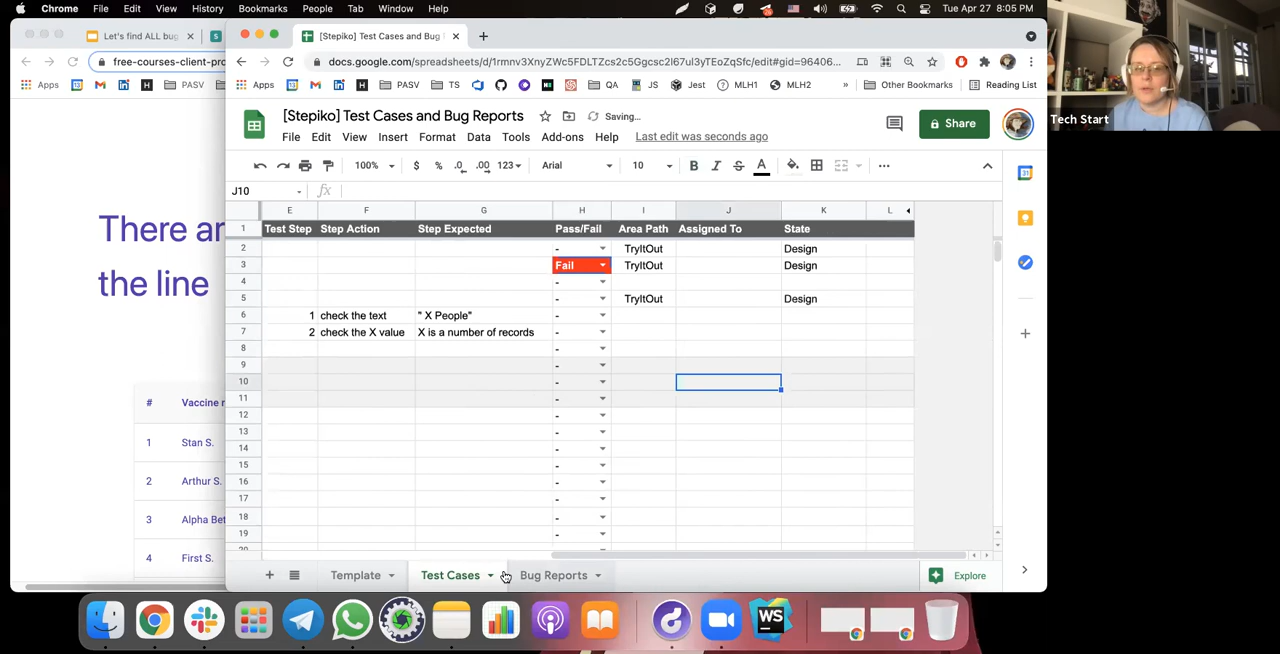 Chrome File Edit View History Bookmarks People Tab Window Help Tue Apr 27 8:05 PM
Let's find ALL bug
[Stepiko] Test Cases and Bug
free-courses-client-pro
docs.google.com/spreadsheets/d/1rmnv3XnyZWc5FDLTZcs2c5Ggcsc2I67ul3yTEoZqSfc/edit#gid=96406...
Apps PASV
Apps PASV TS QA JS Jest MLH1 MLH2 » Other Bookmarks Reading List
Tech Start
[Stepiko] Test Cases and Bug Reports
Saving...
Share
File Edit View Insert Format Data Tools Add-ons Help Last edit was seconds ago
100% $ % .0 .00 123 Arial 10 B I S A
J10 fx
E F G H I J K L
1 Test Step Step Action Step Expected Pass/Fail Area Path Assigned To State
2 - TryItOut Design
3 Fail TryItOut Design
4 -
5 - TryItOut Design
6 1 check the text " X People" -
7 2 check the X value X is a number of records -
8 -
9 -
10 -
11 -
12 -
13 -
14 -
15 -
16 -
17 -
18 -
19 -
There ar
the line
# Vaccine r
1 Stan S.
2 Arthur S.
3 Alpha Bet
4 First S.
Template Test Cases Bug Reports Explore
WS